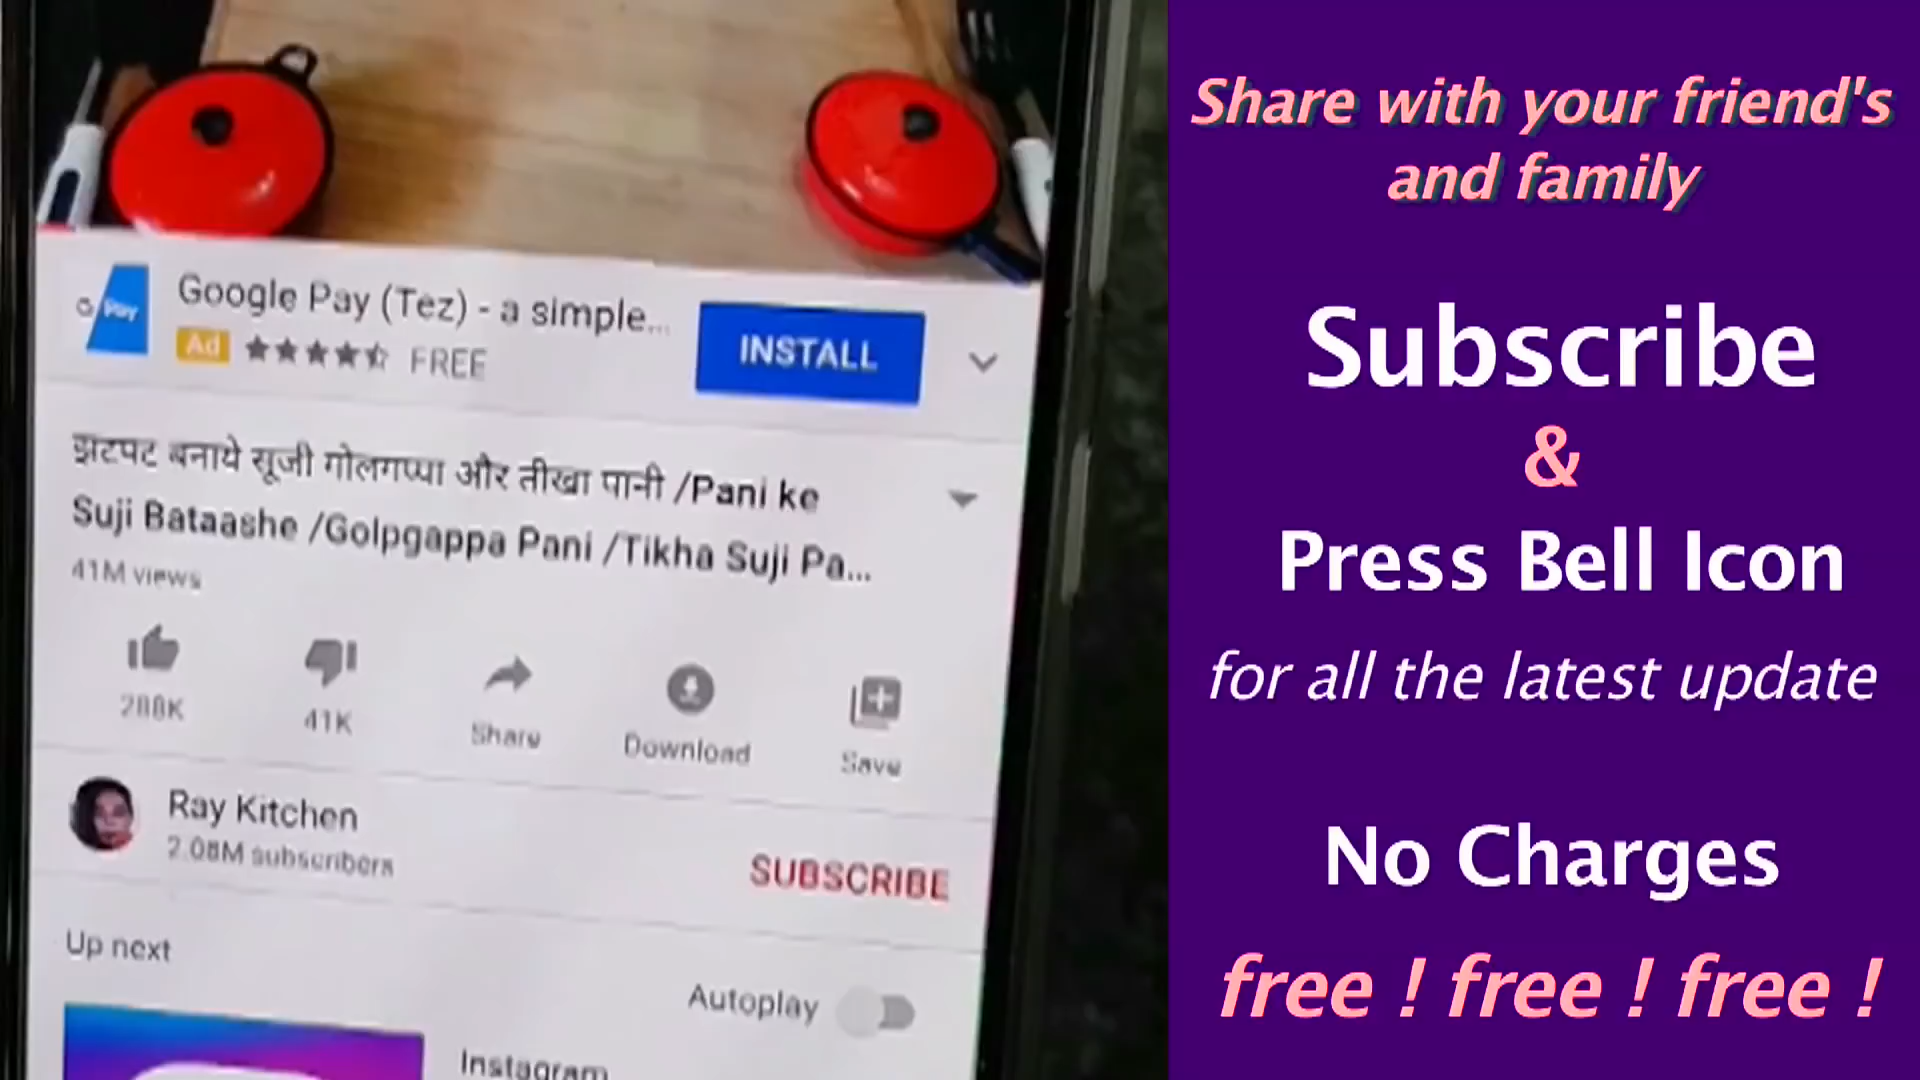 Google Pay (Tez) - a simple...
Pay
Ad
FREE
INSTALL
झटपट बनाये सूजी गोलगप्पा और तीखा पानी /Pani ke
Suji Bataashe /Golpgappa Pani /Tikha Suji Pa...
41M views
288K
41K
Share
Download
Save
Ray Kitchen
2.08M subscribers
SUBSCRIBE
Up next
Autoplay
Instagram
Share with your friend's
and family
Subscribe
&
Press Bell Icon
for all the latest update
No Charges
free ! free ! free !